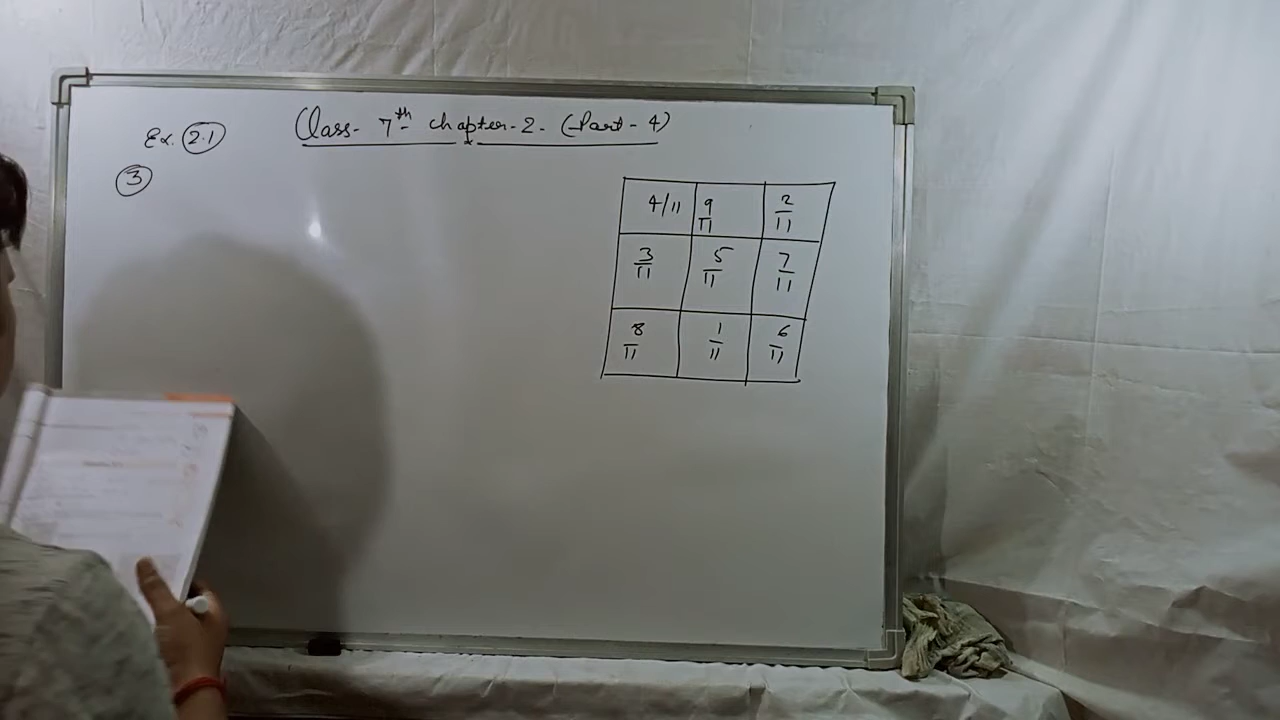 Class- 7th chapter-2- (-Part - 4)
Ex. 2.1
3
4/11 9/11 2/11
3/11 5/11 7/11
8/11 1/11 6/11